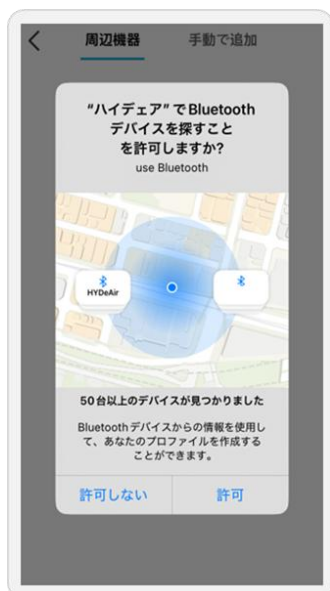 周辺機器 手動で追加
“ハイデェア” でBluetooth
デバイスを探すこと
を許可しますか?
use Bluetooth
HYDeAir
50台以上のデバイスが見つかりました
Bluetoothデバイスからの情報を使用し
て、あなたのプロファイルを作成する
ことができます。
許可しない 許可